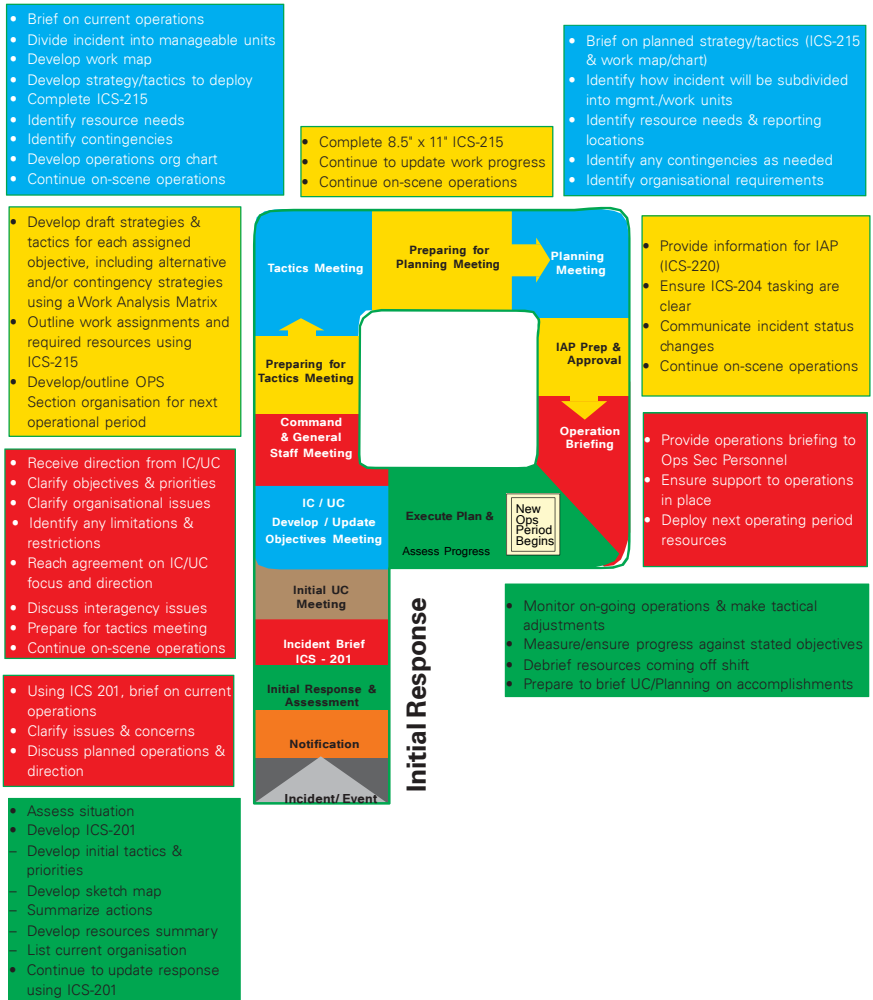 • Brief on current operations
• Divide incident into manageable units
• Develop work map
• Develop strategy/tactics to deploy
• Complete ICS-215
• Identify resource needs
• Identify contingencies
• Develop operations org chart
• Continue on-scene operations
• Complete 8.5" x 11" ICS-215
• Continue to update work progress
• Continue on-scene operations
• Brief on planned strategy/tactics (ICS-215
& work map/chart)
• Identify how incident will be subdivided
into mgmt./work units
• Identify resource needs & reporting
locations
• Identify any contingencies as needed
• Identify organisational requirements
• Develop draft strategies &
tactics for each assigned
objective, including alternative
and/or contingency strategies
using a Work Analysis Matrix
• Outline work assignments and
required resources using
ICS-215
• Develop/outline OPS
Section organisation for next
operational period
Tactics Meeting
Preparing for
Planning Meeting
Planning
Meeting
Preparing for
Tactics Meeting
IAP Prep &
Approval
Command
& General
Staff Meeting
Operation
Briefing
IC / UC
Develop / Update
Objectives Meeting
Execute Plan &
Assess Progress
New
Ops
Period
Begins
Initial UC
Meeting
Incident Brief
ICS - 201
Initial Response &
Assessment
Notification
Incident/Event
Initial Response
• Provide information for IAP
(ICS-220)
• Ensure ICS-204 tasking are
clear
• Communicate incident status
changes
• Continue on-scene operations
• Provide operations briefing to
Ops Sec Personnel
• Ensure support to operations
in place
• Deploy next operating period
resources
• Monitor on-going operations & make tactical
adjustments
• Measure/ensure progress against stated objectives
• Debrief resources coming off shift
• Prepare to brief UC/Planning on accomplishments
• Receive direction from IC/UC
• Clarify objectives & priorities
• Clarify organisational issues
• Identify any limitations &
restrictions
• Reach agreement on IC/UC
focus and direction
• Discuss interagency issues
• Prepare for tactics meeting
• Continue on-scene operations
• Using ICS 201, brief on current
operations
• Clarify issues & concerns
• Discuss planned operations &
direction
• Assess situation
• Develop ICS-201
– Develop initial tactics &
priorities
– Develop sketch map
– Summarize actions
– Develop resources summary
– List current organisation
• Continue to update response
using ICS-201